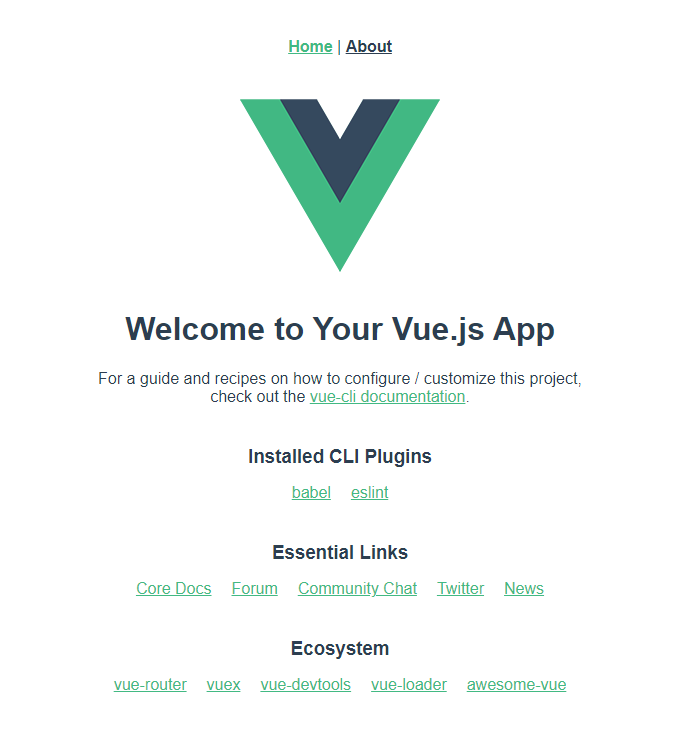 Home | About
Welcome to Your Vue.js App
For a guide and recipes on how to configure / customize this project,
check out the vue-cli documentation.
Installed CLI Plugins
babel eslint
Essential Links
Core Docs Forum Community Chat Twitter News
Ecosystem
vue-router vuex vue-devtools vue-loader awesome-vue